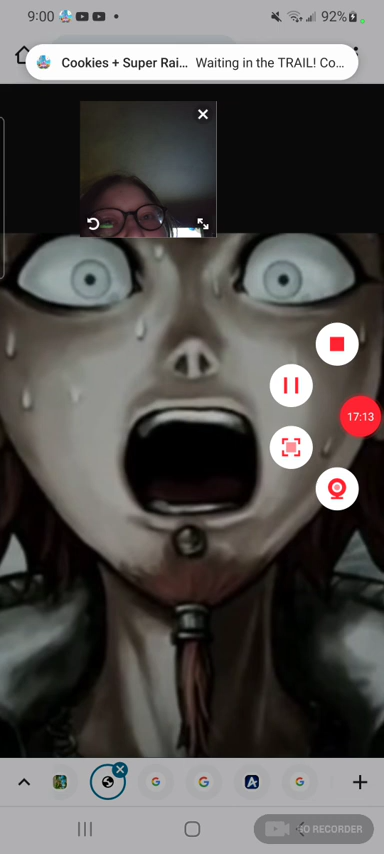 9:00
92%
Cookies + Super Rai... Waiting in the TRAIL! Co...
17:13
RECORDER